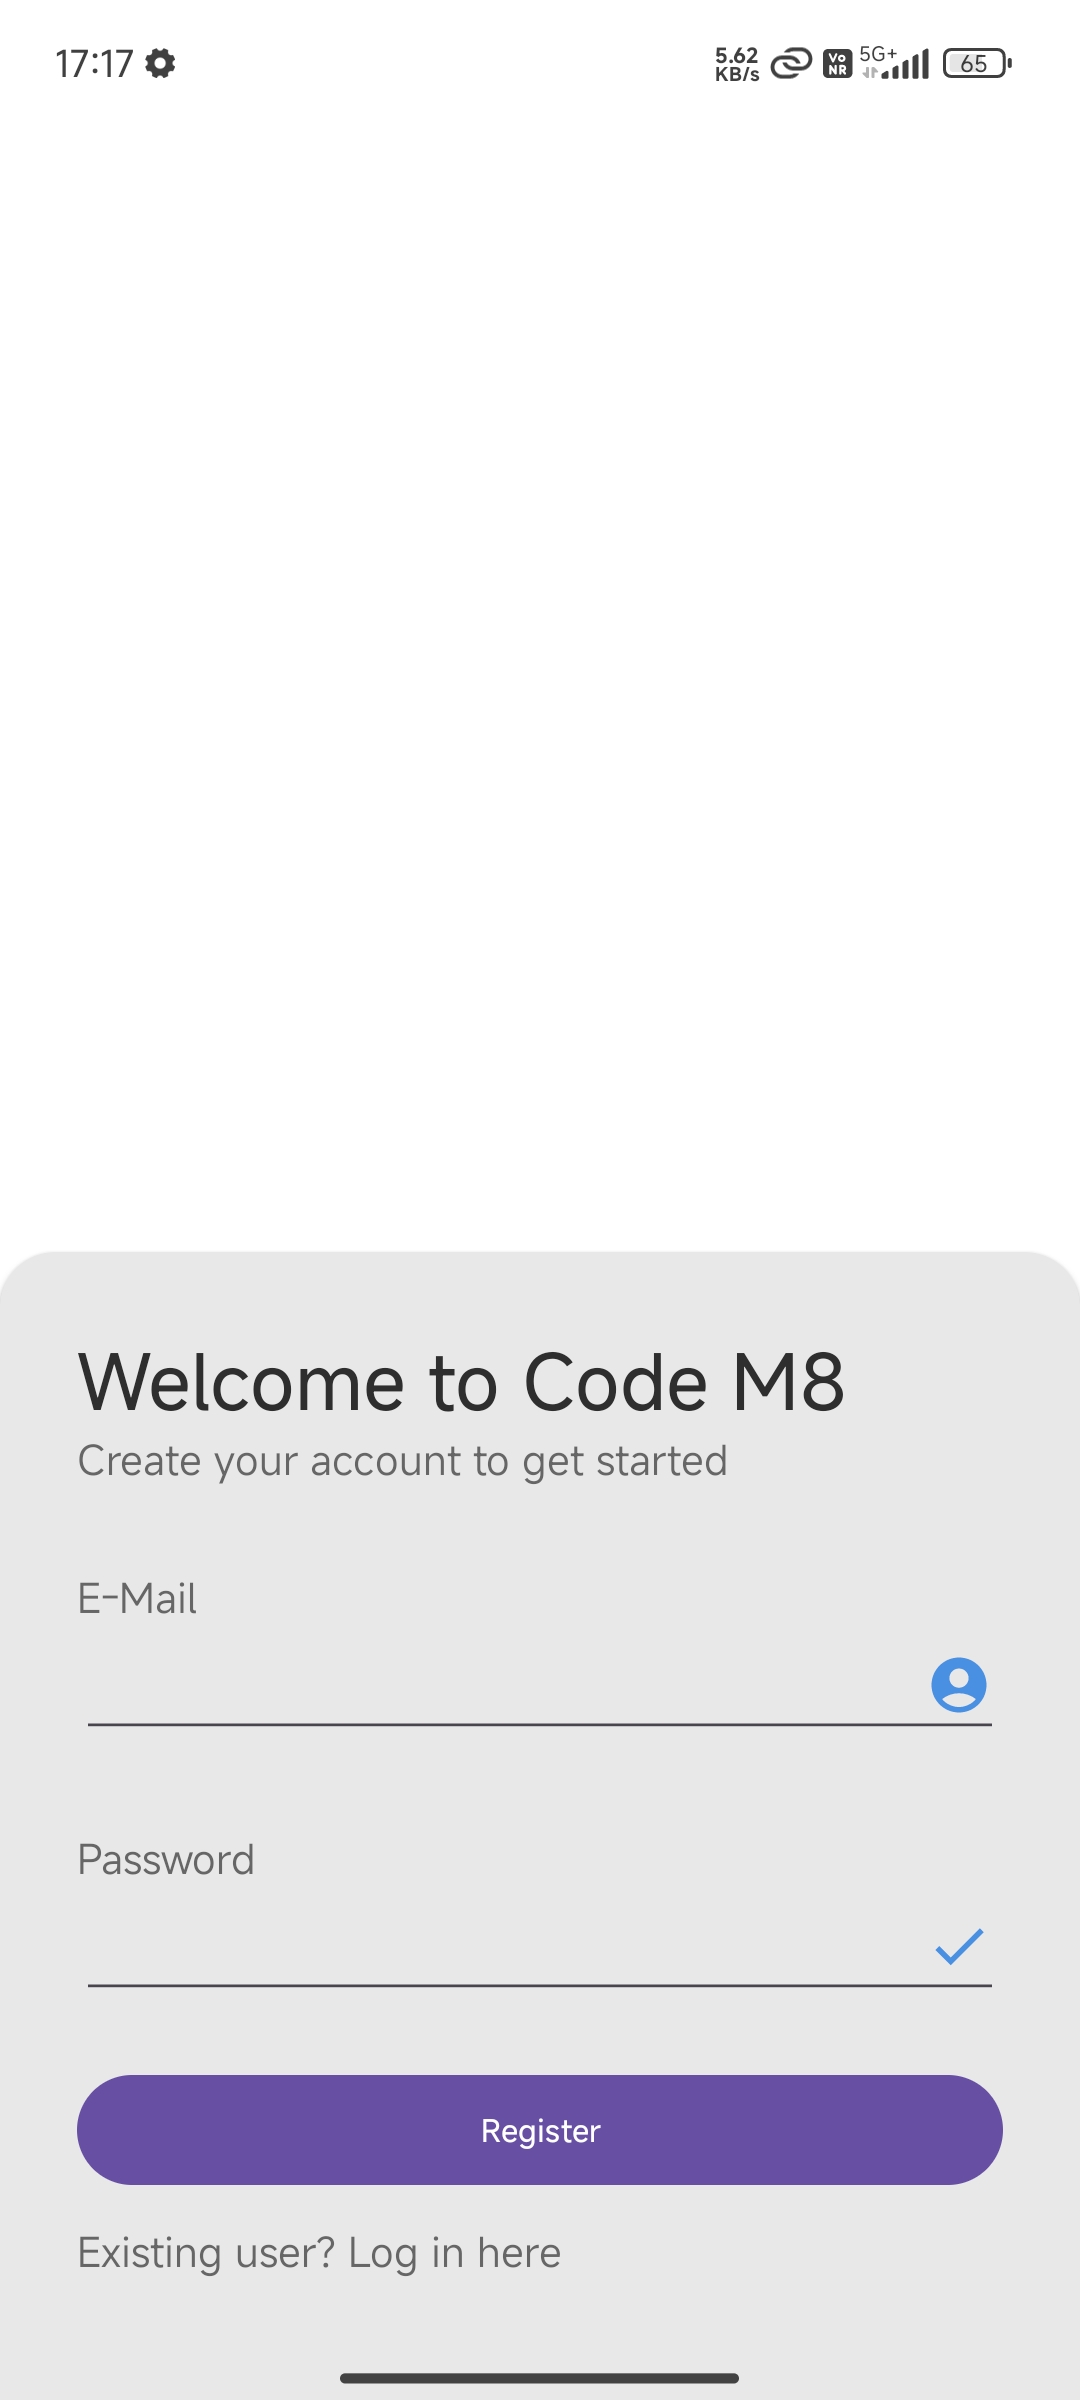 17:17
5.62
KB/s
Vo
NR
5G+
65
Welcome to Code M8
Create your account to get started
E-Mail
Password
Register
Existing user? Log in here